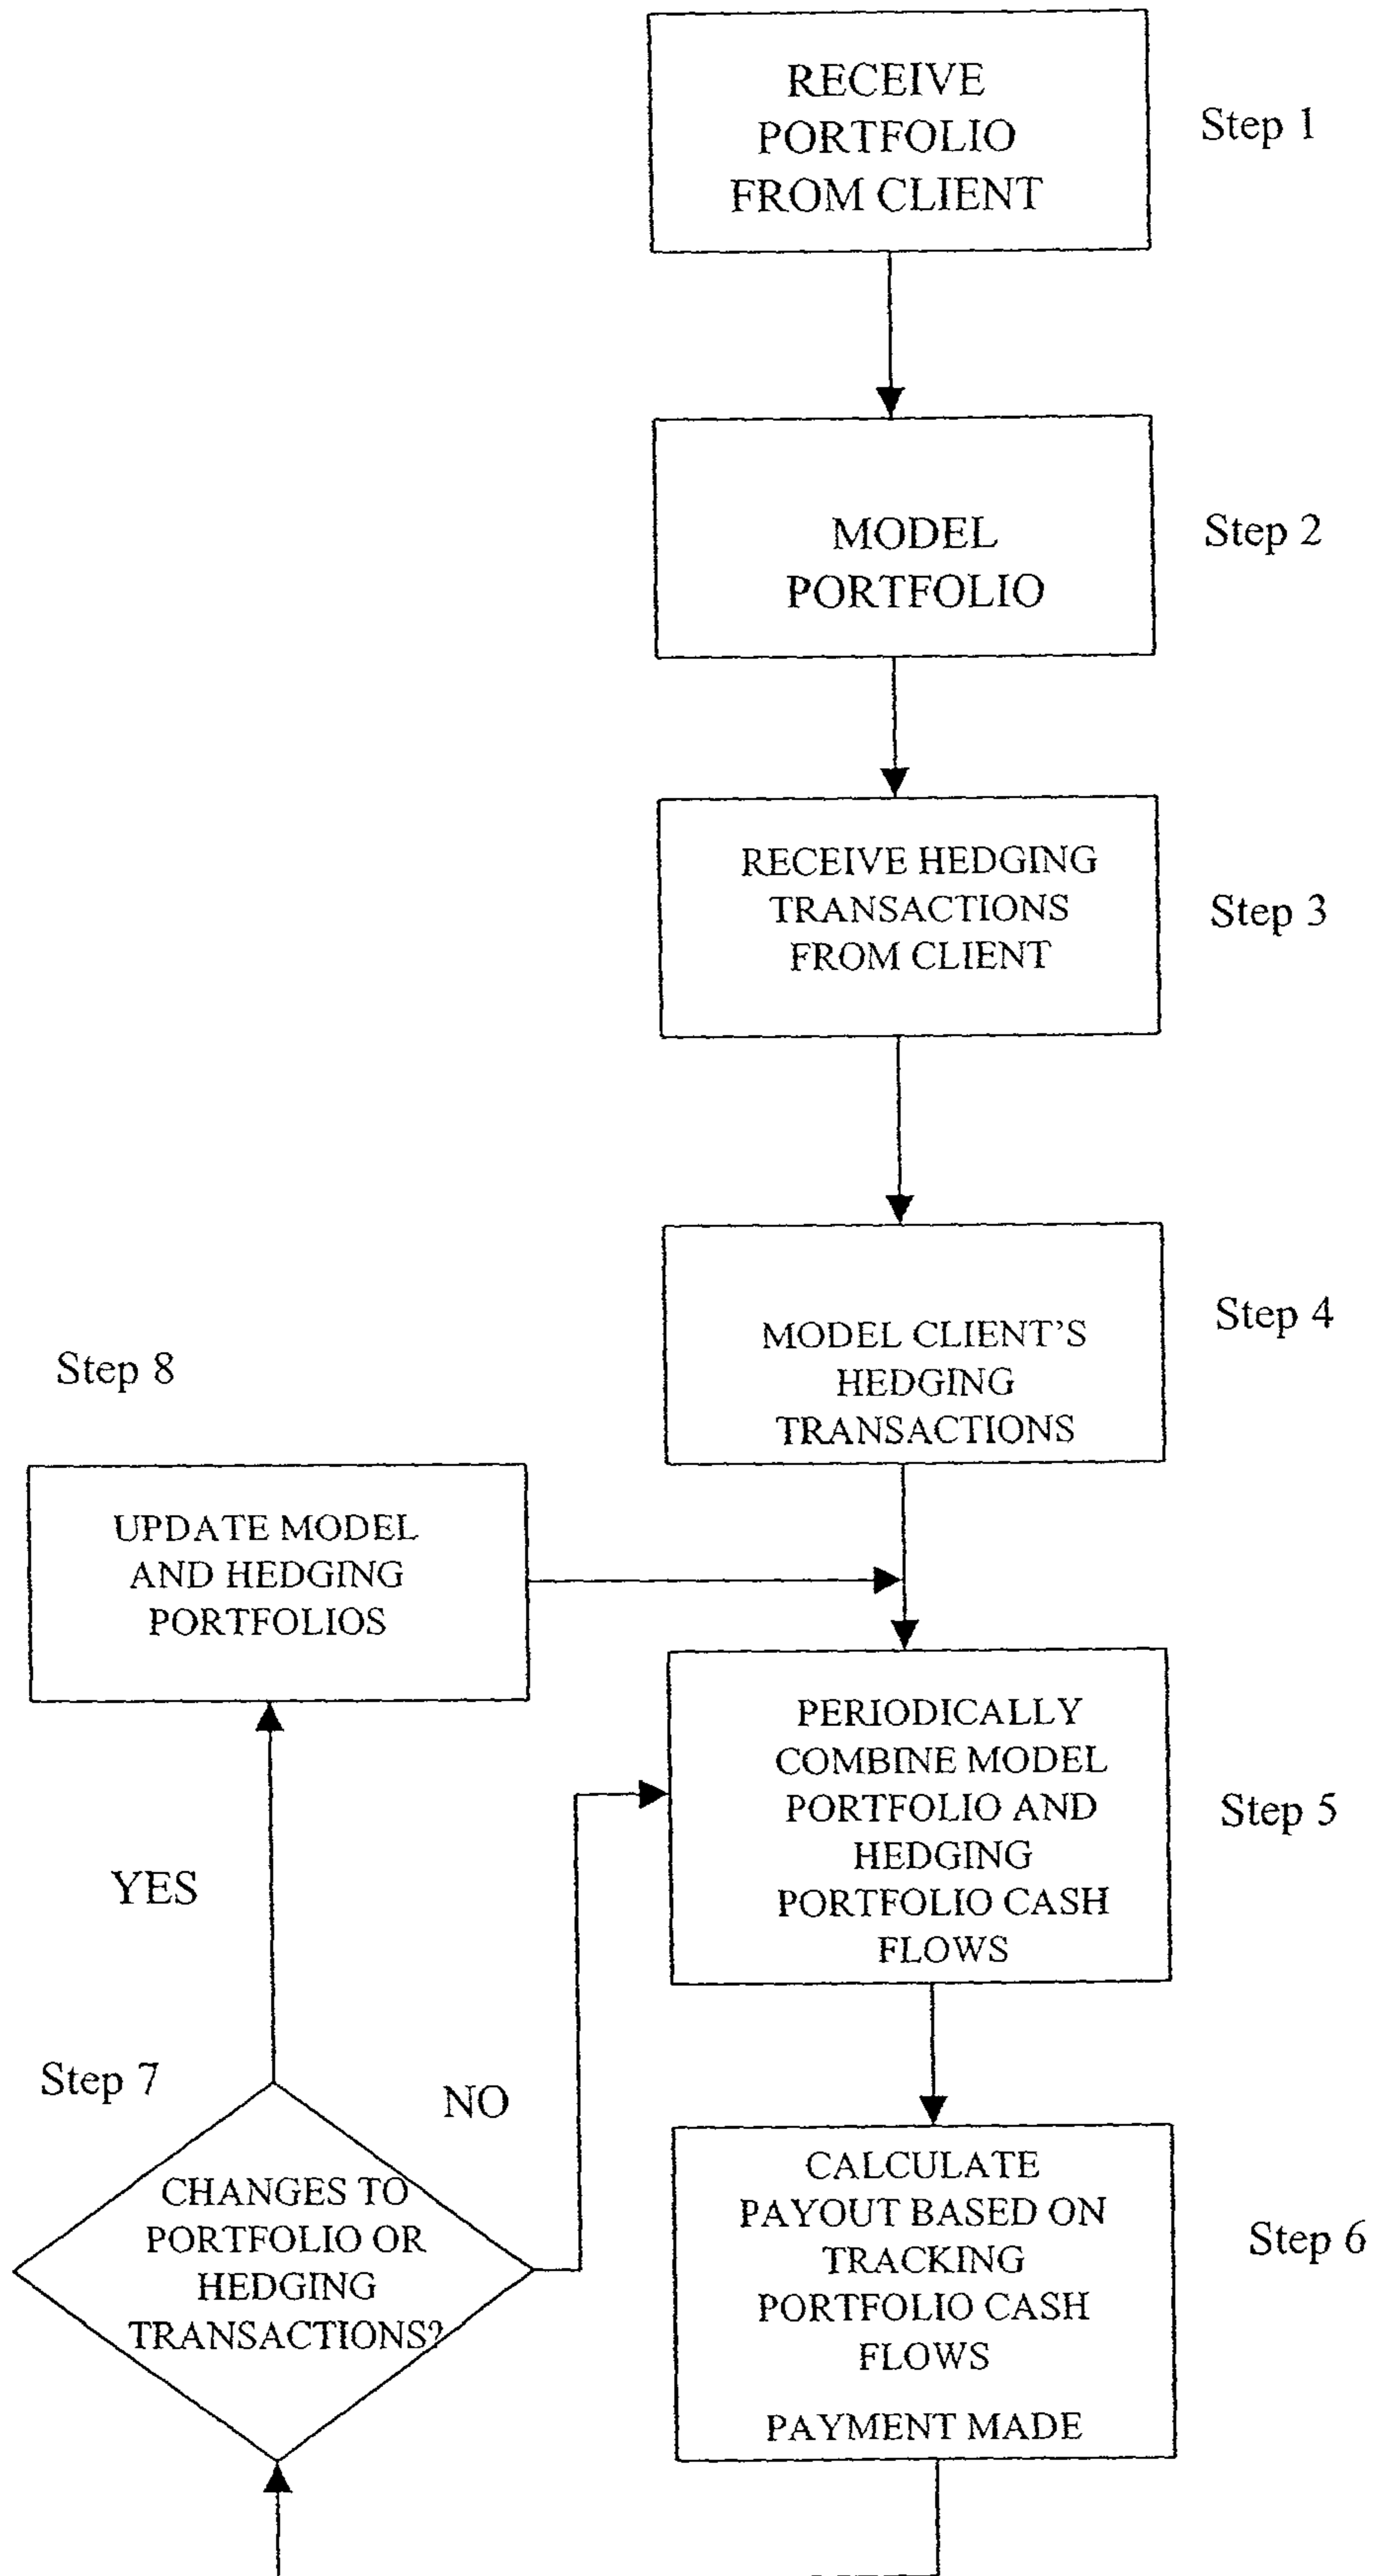 RECEIVE
PORTFOLIO
FROM CLIENT
Step 1
MODEL
PORTFOLIO
Step 2
RECEIVE HEDGING
TRANSACTIONS
FROM CLIENT
Step 3
MODEL CLIENT'S
HEDGING
TRANSACTIONS
Step 4
Step 8
UPDATE MODEL
AND HEDGING
PORTFOLIOS
PERIODICALLY
COMBINE MODEL
PORTFOLIO AND
HEDGING
PORTFOLIO CASH
FLOWS
Step 5
YES
Step 7
NO
CHANGES TO
PORTFOLIO OR
HEDGING
TRANSACTIONS?
CALCULATE
PAYOUT BASED ON
TRACKING
PORTFOLIO CASH
FLOWS
PAYMENT MADE
Step 6